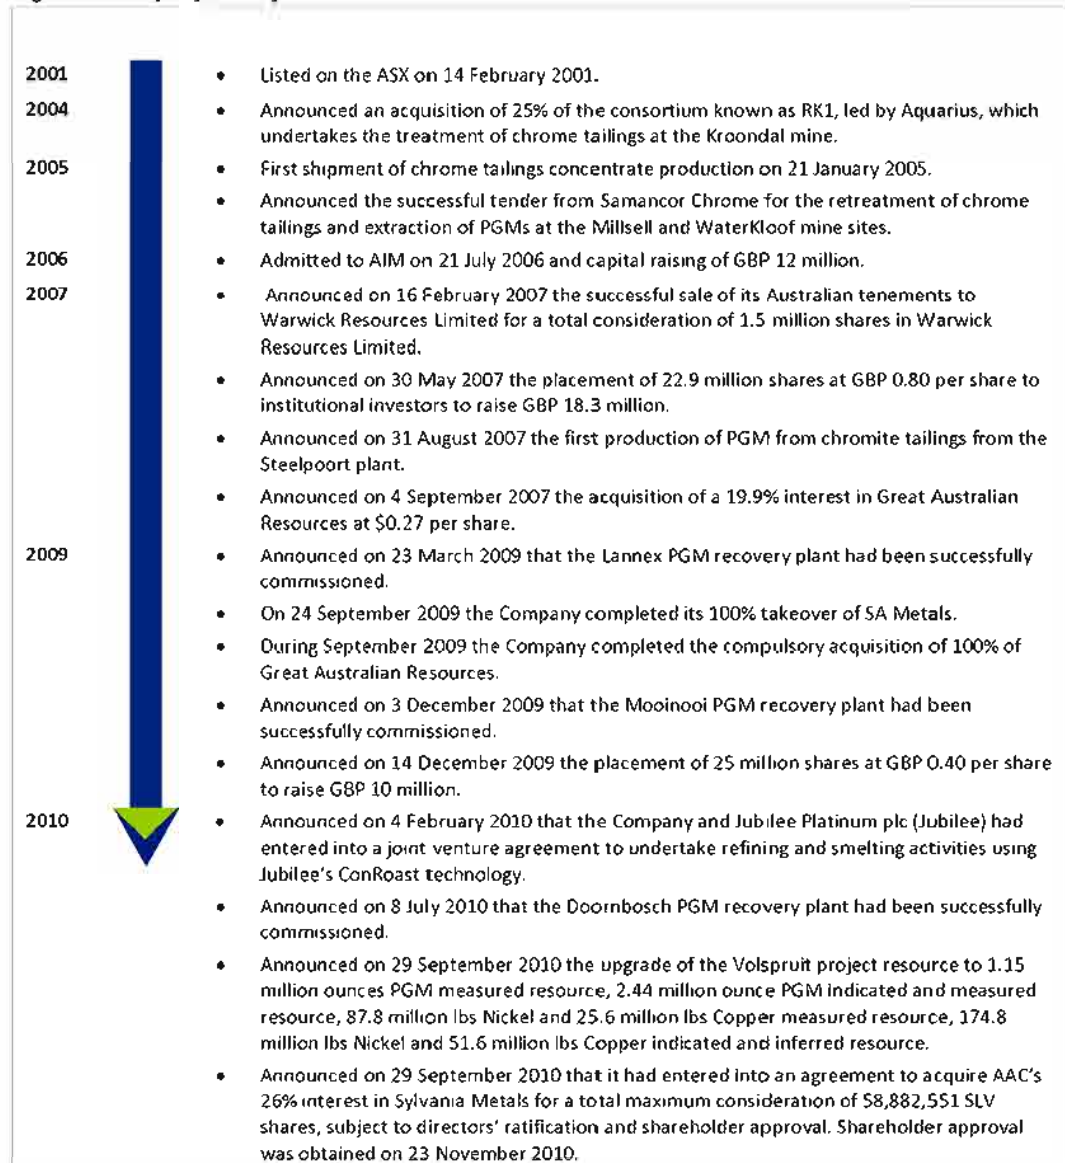 2001
• Listed on the ASX on 14 February 2001.
2004
• Announced an acquisition of 25% of the consortium known as RK1, led by Aquarius, which
undertakes the treatment of chrome tailings at the Kroondal mine.
2005
• First shipment of chrome tailings concentrate production on 21 January 2005.
• Announced the successful tender from Samancor Chrome for the retreatment of chrome
tailings and extraction of PGMs at the Millsell and WaterKloof mine sites.
2006
• Admitted to AIM on 21 July 2006 and capital raising of GBP 12 million.
2007
• Announced on 16 February 2007 the successful sale of its Australian tenements to
Warwick Resources Limited for a total consideration of 1.5 million shares in Warwick
Resources Limited.
• Announced on 30 May 2007 the placement of 22.9 million shares at GBP 0.80 per share to
institutional investors to raise GBP 18.3 million.
• Announced on 31 August 2007 the first production of PGM from chromite tailings from the
Steelpoort plant.
• Announced on 4 September 2007 the acquisition of a 19.9% interest in Great Australian
Resources at $0.27 per share.
2009
• Announced on 23 March 2009 that the Lannex PGM recovery plant had been successfully
commissioned.
• On 24 September 2009 the Company completed its 100% takeover of SA Metals.
• During September 2009 the Company completed the compulsory acquisition of 100% of
Great Australian Resources.
• Announced on 3 December 2009 that the Mooinooi PGM recovery plant had been
successfully commissioned.
• Announced on 14 December 2009 the placement of 25 million shares at GBP 0.40 per share
to raise GBP 10 million.
2010
• Announced on 4 February 2010 that the Company and Jubilee Platinum plc (Jubilee) had
entered into a joint venture agreement to undertake refining and smelting activities using
Jubilee's ConRoast technology.
• Announced on 8 July 2010 that the Doornbosch PGM recovery plant had been successfully
commissioned.
• Announced on 29 September 2010 the upgrade of the Volspruit project resource to 1.15
million ounces PGM measured resource, 2.44 million ounce PGM indicated and measured
resource, 87.8 million lbs Nickel and 25.6 million lbs Copper measured resource, 174.8
million lbs Nickel and 51.6 million lbs Copper indicated and inferred resource.
• Announced on 29 September 2010 that it had entered into an agreement to acquire AAC's
26% interest in Sylvania Metals for a total maximum consideration of 58,882,551 SLV
shares, subject to directors' ratification and shareholder approval. Shareholder approval
was obtained on 23 November 2010.